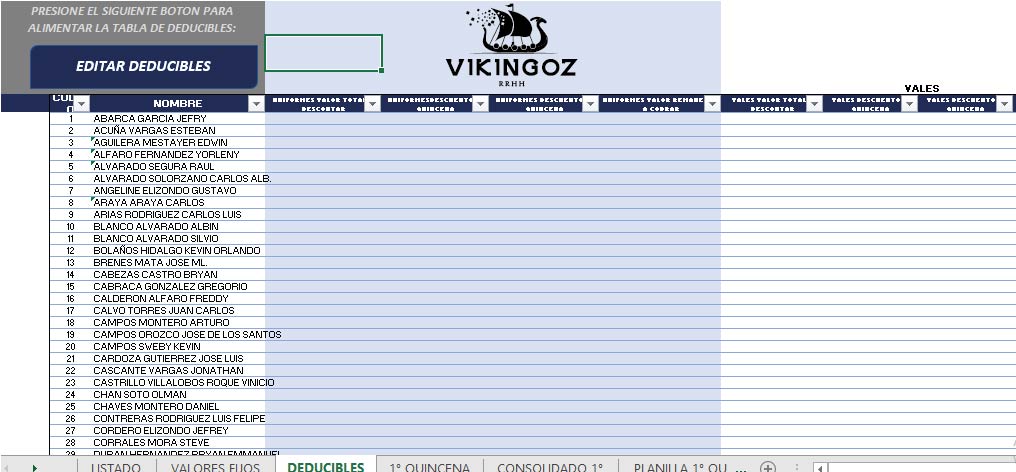 PRESIONE EL SIGUIENTE BOTON PARA
ALIMENTAR LA TABLA DE DEDUCIBLES:
EDITAR DEDUCIBLES
VIKINGOZ
RRHH
VALES
NOMBRE
UNIFORMES VALOR TOTAL
DESCONTAR
UNIFORMES DESCUENTO
QUINCENA
UNIFORMES DESCUENTO
QUINCENA
UNIFORMES VALOR REMANE
A COBRAR
VALES VALOR TOTAL
DESCONTAR
VALES DESCUENTO
QUINCENA
VALES DESCUENTO
QUINCENA
1 ABARCA GARCIA JEFRY
2 ACUÑA VARGAS ESTEBAN
3 AGUILERA MESTAYER EDWIN
4 ALFARO FERNANDEZ YORLENY
5 ALVARADO SEGURA RAUL
6 ALVARADO SOLORZANO CARLOS ALB.
7 ANGELINE ELIZONDO GUSTAVO
8 ARAYA ARAYA CARLOS
9 ARIAS RODRIGUEZ CARLOS LUIS
10 BLANCO ALVARADO ALBIN
11 BLANCO ALVARADO SILVIO
12 BOLAÑOS HIDALGO KEVIN ORLANDO
13 BRENES MATA JOSE ML.
14 CABEZAS CASTRO BRYAN
15 CABRACA GONZALEZ GREGORIO
16 CALDERON ALFARO FREDDY
17 CALVO TORRES JUAN CARLOS
18 CAMPOS MONTERO ARTURO
19 CAMPOS OROZCO JOSE DE LOS SANTOS
20 CAMPOS SWEBY KEVIN
21 CARDOZA GUTIERREZ JOSE LUIS
22 CASCANTE VARGAS JONATHAN
23 CASTRILLO VILLALOBOS ROQUE VINICIO
24 CHAN SOTO OLMAN
25 CHAVES MONTERO DANIEL
26 CONTRERAS RODRIGUEZ LUIS FELIPE
27 CORDERO ELIZONDO JEFREY
28 CORRALES MORA STEVE
29 DURAN HERNANDEZ BRYAN EMMANUEL
LISTADO VALORES FIJOS DEDUCIBLES 1° QUINCENA CONSOLIDADO 1° PLANILLA 1° QU ...